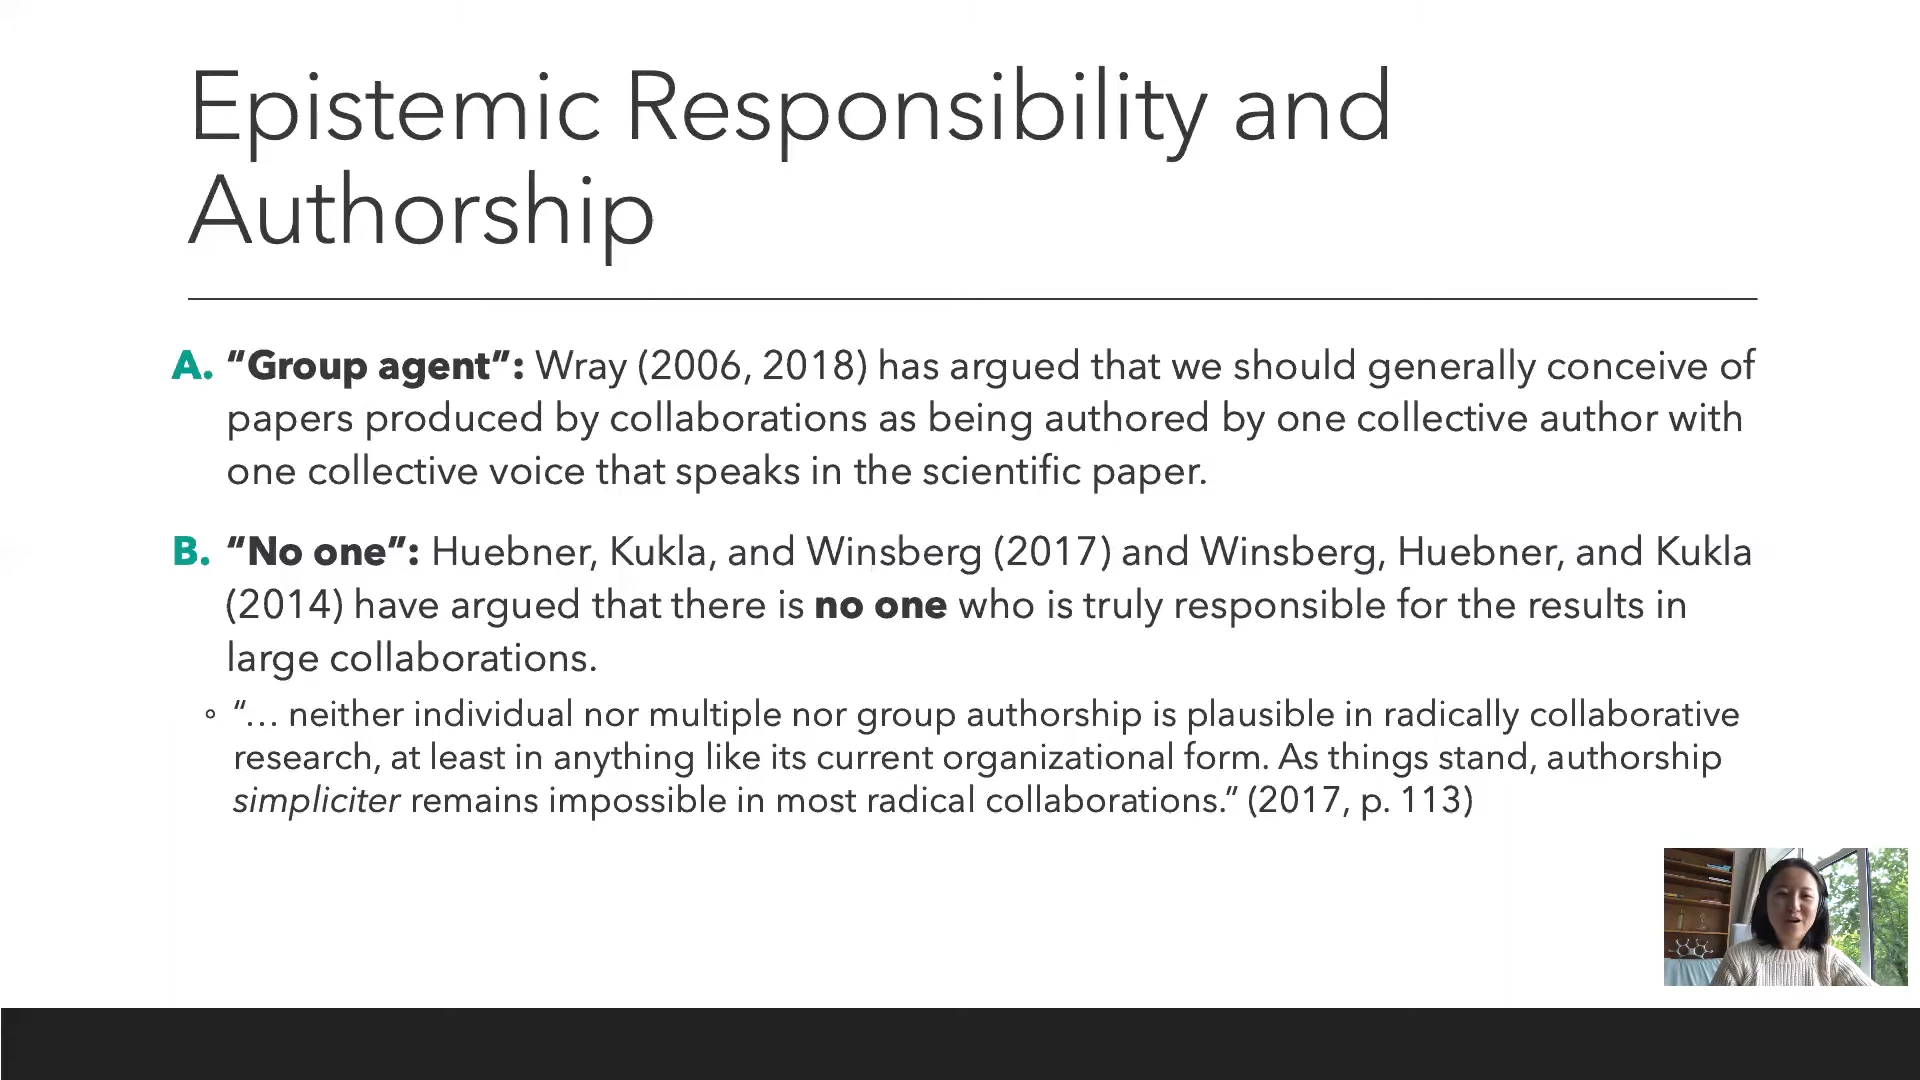 Epistemic Responsibility and
Authorship
A. “Group agent”: Wray (2006, 2018) has argued that we should generally conceive of
papers produced by collaborations as being authored by one collective author with
one collective voice that speaks in the scientific paper.
B. “No one”: Huebner, Kukla, and Winsberg (2017) and Winsberg, Huebner, and Kukla
(2014) have argued that there is no one who is truly responsible for the results in
large collaborations.
◦ “… neither individual nor multiple nor group authorship is plausible in radically collaborative
research, at least in anything like its current organizational form. As things stand, authorship
simpliciter remains impossible in most radical collaborations.” (2017, p. 113)